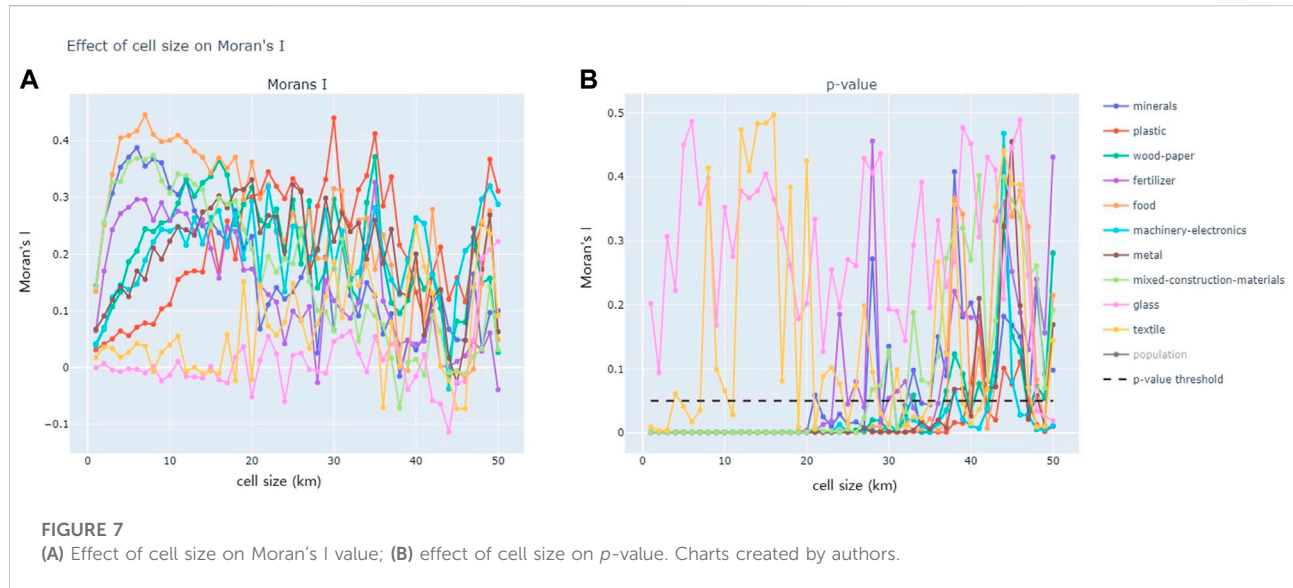 Effect of cell size on Moran's I
A
Morans I
Moran's I
0.4
0.3
0.2
0.1
0
−0.1
0
10
20
30
40
50
cell size (km)
B
p-value
Moran's I
0.5
0.4
0.3
0.2
0.1
0
0
10
20
30
40
50
cell size (km)
minerals
plastic
wood-paper
fertilizer
food
machinery-electronics
metal
mixed-construction-materials
glass
textile
population
p-value threshold
FIGURE 7
(A) Effect of cell size on Moran’s I value; (B) effect of cell size on p-value. Charts created by authors.